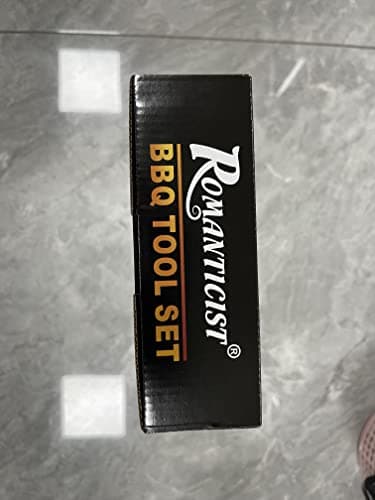 ROMANTICIST®
BBQ TOOL SET